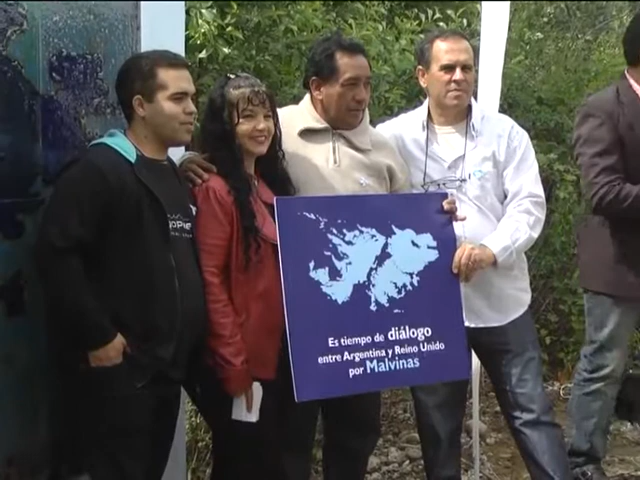 Es tiempo de diálogo
entre Argentina y Reino Unido
por Malvinas